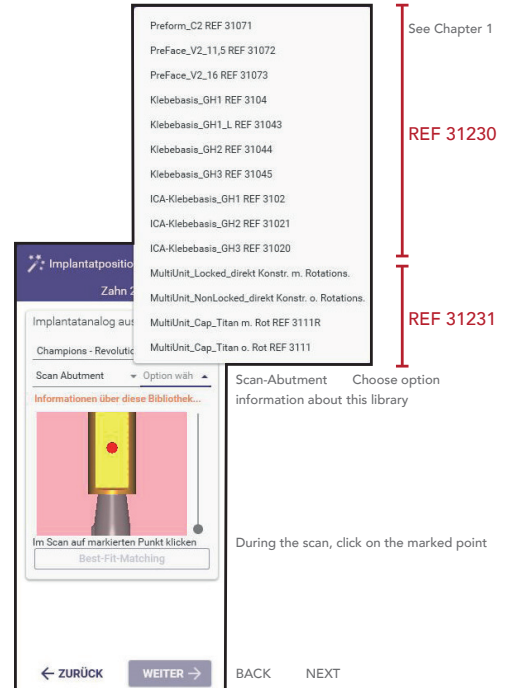 Preform_C2 REF 31071
PreFace_V2_11,5 REF 31072
PreFace_V2_16 REF 31073
Klebebasis_GH1 REF 3104
Klebebasis_GH1_L REF 31043
Klebebasis_GH2 REF 31044
Klebebasis_GH3 REF 31045
ICA-Klebebasis_GH1 REF 3102
ICA-Klebebasis_GH2 REF 31021
ICA-Klebebasis_GH3 REF 31020
MultiUnit_Locked_direkt Konstr. m. Rotations.
MultiUnit_NonLocked_direkt Konstr. o. Rotations.
MultiUnit_Cap_Titan m. Rot REF 3111R
MultiUnit_Cap_Titan o. Rot REF 3111
See Chapter 1
REF 31230
REF 31231
Implantatpositio
Zahn 2
Implantatanalog aus
Champions - Revolutio
Scan Abutment Option wäh
Scan-Abutment Choose option
information about this library
Informationen über diese Bibliothek...
Im Scan auf markierten Punkt klicken
During the scan, click on the marked point
Best-Fit-Matching
← ZURÜCK WEITER →
BACK NEXT